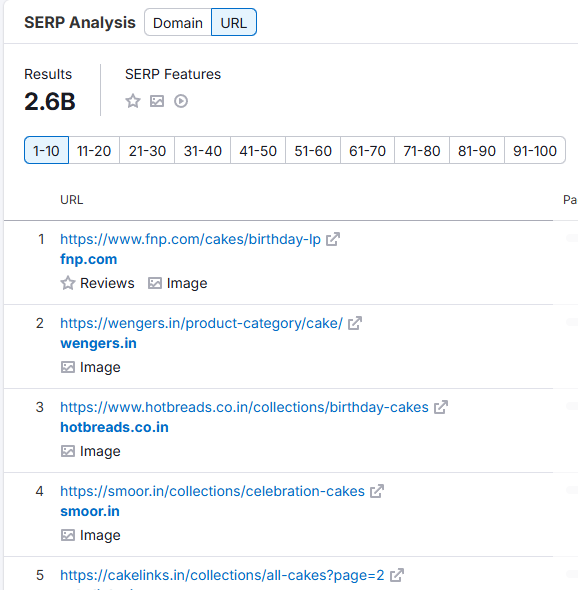 SERP Analysis Domain URL
Results SERP Features
2.6B
1-10 11-20 21-30 31-40 41-50 51-60 61-70 71-80 81-90 91-100
URL Pa
1 https://www.fnp.com/cakes/birthday-lp
fnp.com
Reviews Image
2 https://wengers.in/product-category/cake/
wengers.in
Image
3 https://www.hotbreads.co.in/collections/birthday-cakes
hotbreads.co.in
Image
4 https://smoor.in/collections/celebration-cakes
smoor.in
Image
5 https://cakelinks.in/collections/all-cakes?page=2